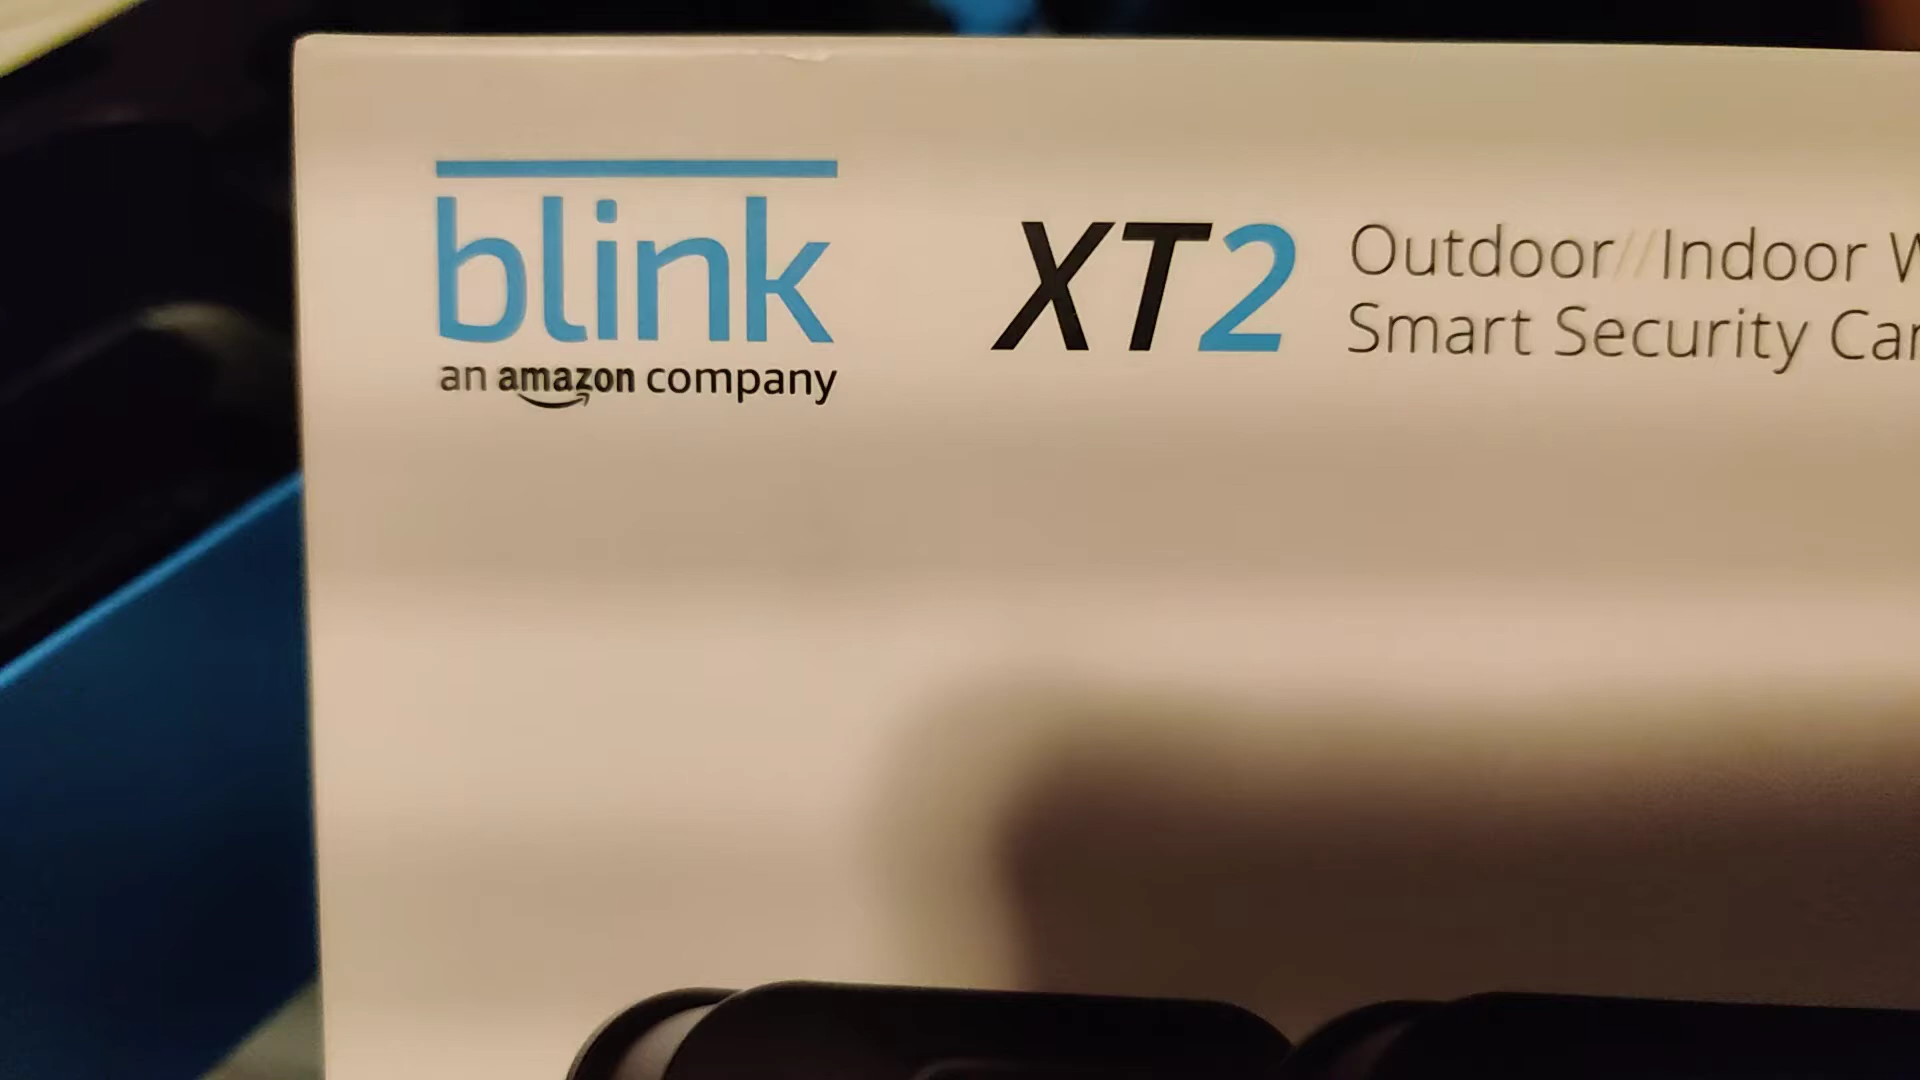 blink
an amazon company
XT2
Outdoor//Indoor
Smart Security